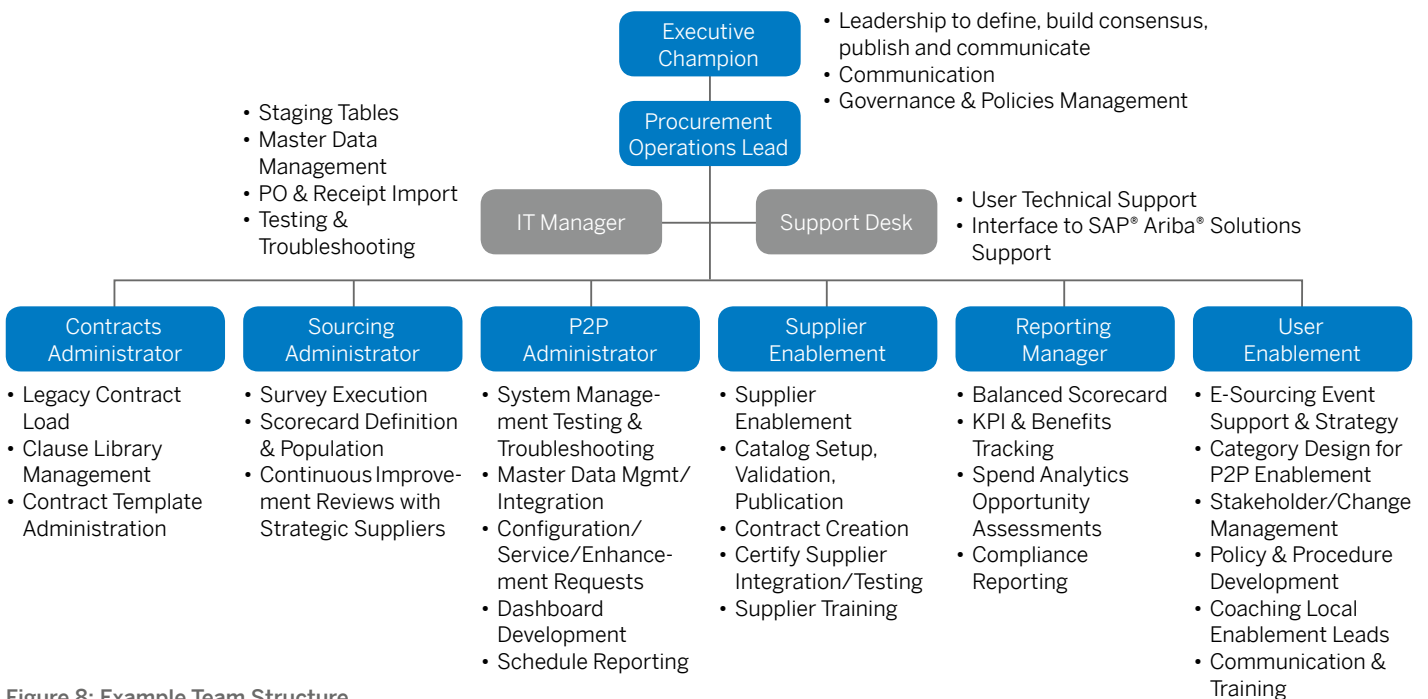 Executive
Champion
• Leadership to define, build consensus,
publish and communicate
• Communication
• Governance & Policies Management
Procurement
Operations Lead
• Staging Tables
• Master Data
Management
• PO & Receipt Import
• Testing &
Troubleshooting
IT Manager
Support Desk
• User Technical Support
• Interface to SAP® Ariba® Solutions
Support
Contracts
Administrator
• Legacy Contract
Load
• Clause Library
Management
• Contract Template
Administration
Sourcing
Administrator
• Survey Execution
• Scorecard Definition
& Population
• Continuous Improve-
ment Reviews with
Strategic Suppliers
P2P
Administrator
• System Manage-
ment Testing &
Troubleshooting
• Master Data Mgmt/
Integration
• Configuration/
Service/Enhance-
ment Requests
• Dashboard
Development
• Schedule Reporting
Supplier
Enablement
• Supplier
Enablement
• Catalog Setup,
Validation,
Publication
• Contract Creation
• Certify Supplier
Integration/Testing
• Supplier Training
Reporting
Manager
• Balanced Scorecard
• KPI & Benefits
Tracking
• Spend Analytics
Opportunity
Assessments
• Compliance
Reporting
User
Enablement
• E-Sourcing Event
Support & Strategy
• Category Design for
P2P Enablement
• Stakeholder/Change
Management
• Policy & Procedure
Development
• Coaching Local
Enablement Leads
• Communication &
Training
Figure 8: Example Team Structure